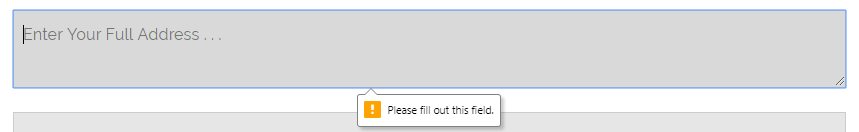 Enter Your Full Address . . .
! Please fill out this field.